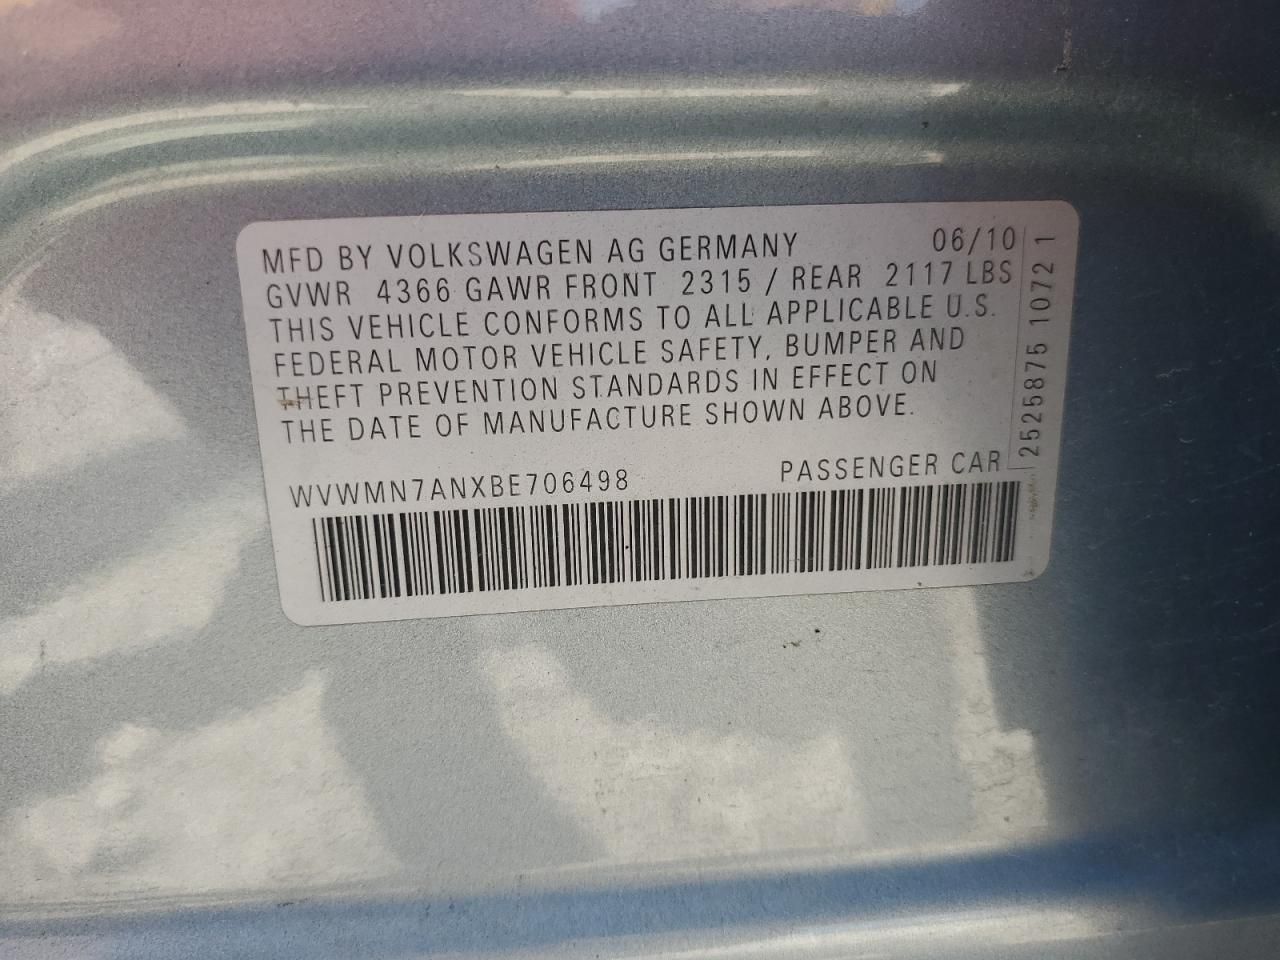 MFD BY VOLKSWAGEN AG GERMANY 06/10
GVWR 4366 GAWR FRONT 2315 / REAR 2117 LBS
THIS VEHICLE CONFORMS TO ALL APPLICABLE U.S.
FEDERAL MOTOR VEHICLE SAFETY, BUMPER AND
THEFT PREVENTION STANDARDS IN EFFECT ON
THE DATE OF MANUFACTURE SHOWN ABOVE.
WVWMN7ANXBE706498 PASSENGER CAR
2525875 1072 1